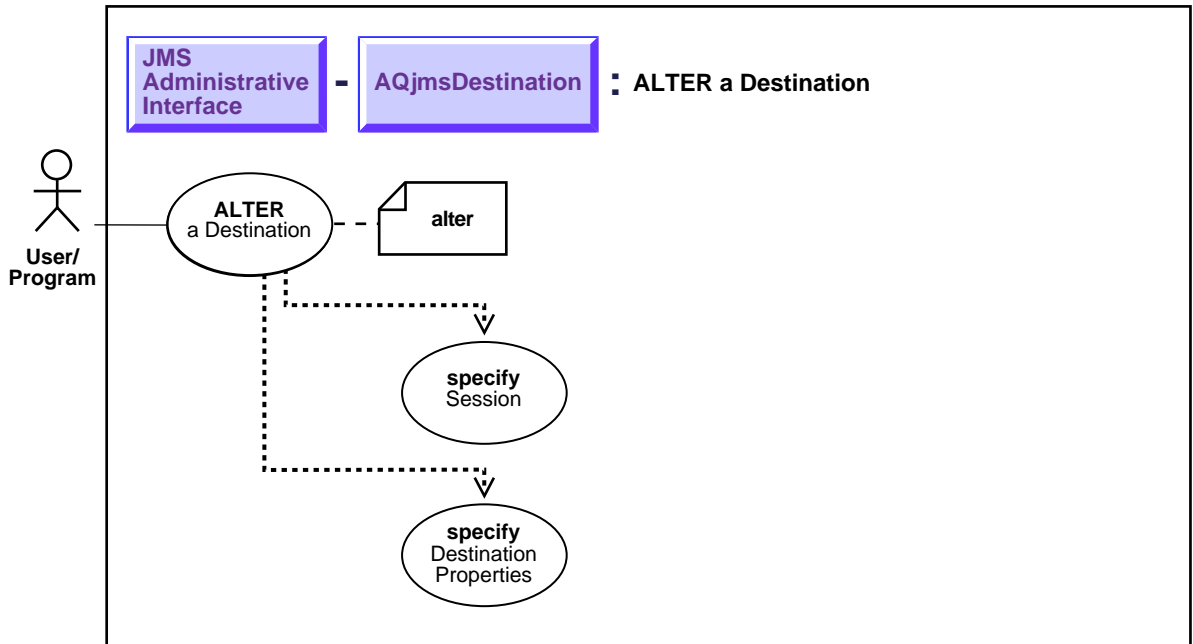 JMS
Administrative
Interface
-
AQjmsDestination
: ALTER a Destination
User/
Program
ALTER
a Destination
alter
specify
Session
specify
Destination
Properties